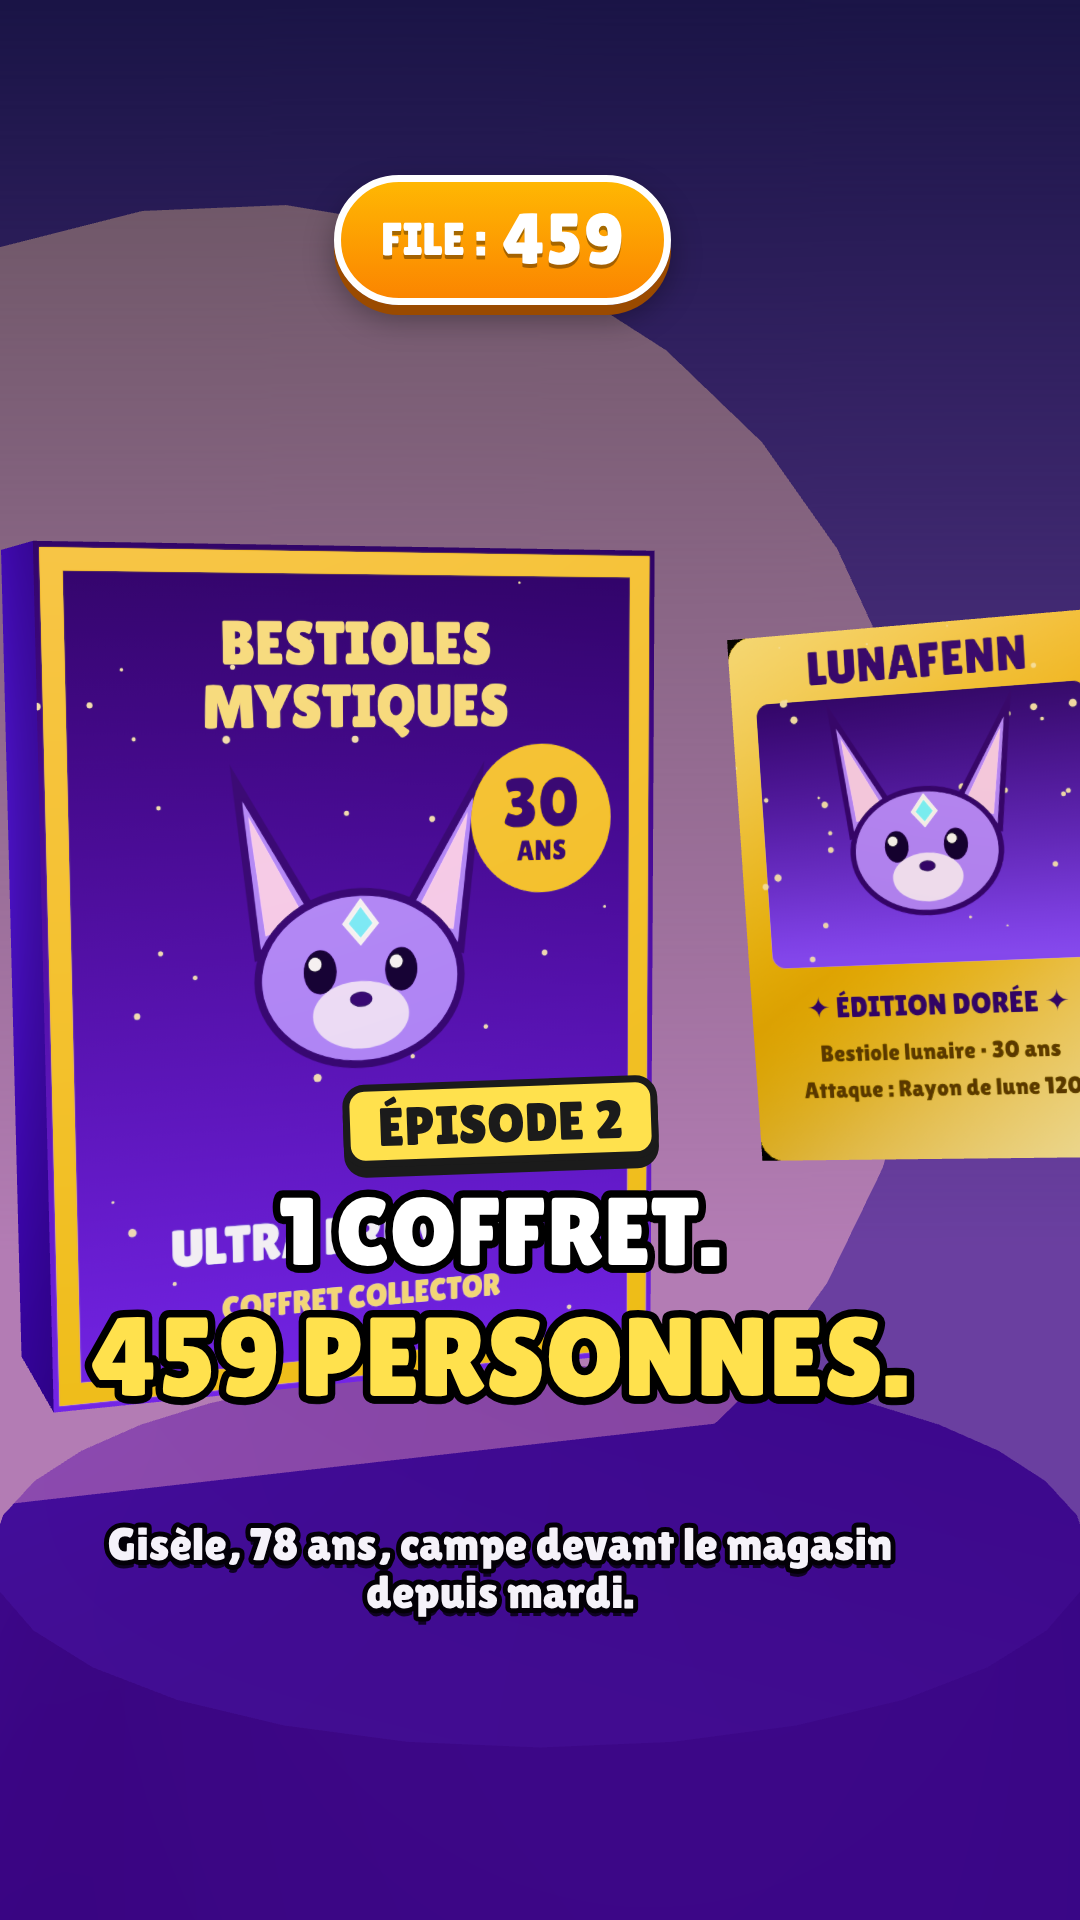 FILE : 459
BESTIOLES
MYSTIQUES
30
ANS
LUNAFENN
✦ ÉDITION DORÉE ✦
Bestiole lunaire · 30 ans
Attaque : Rayon de lune 120
ÉPISODE 2
1 COFFRET.
COFFRET COLLECTOR
459 PERSONNES.
Gisèle, 78 ans, campe devant le magasin
depuis mardi.